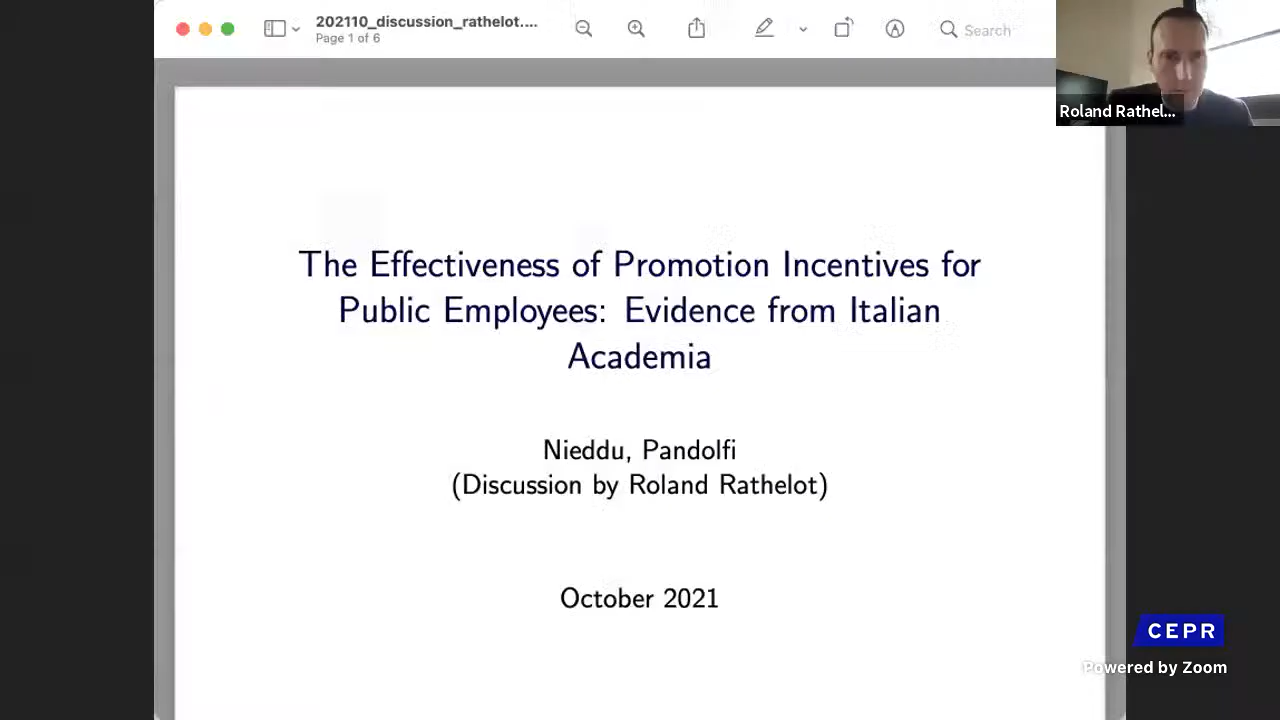 202110_discussion_rathelot....
Page 1 of 6
Search
Roland Rathel...
The Effectiveness of Promotion Incentives for
Public Employees: Evidence from Italian
Academia
Nieddu, Pandolfi
(Discussion by Roland Rathelot)
October 2021
CEPR
Powered by Zoom